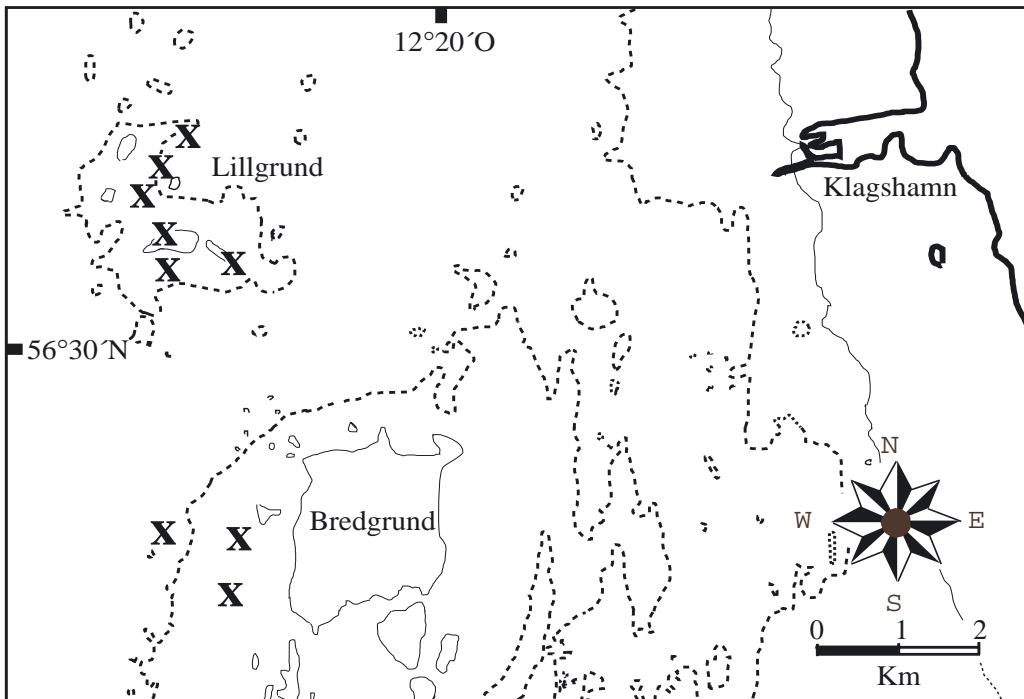 12°20´O
X
Lillgrund
X
X
Klagshamn
X
X
X
56°30´N
N
X
X
Bredgrund
W
E
X
S
0 1 2
Km